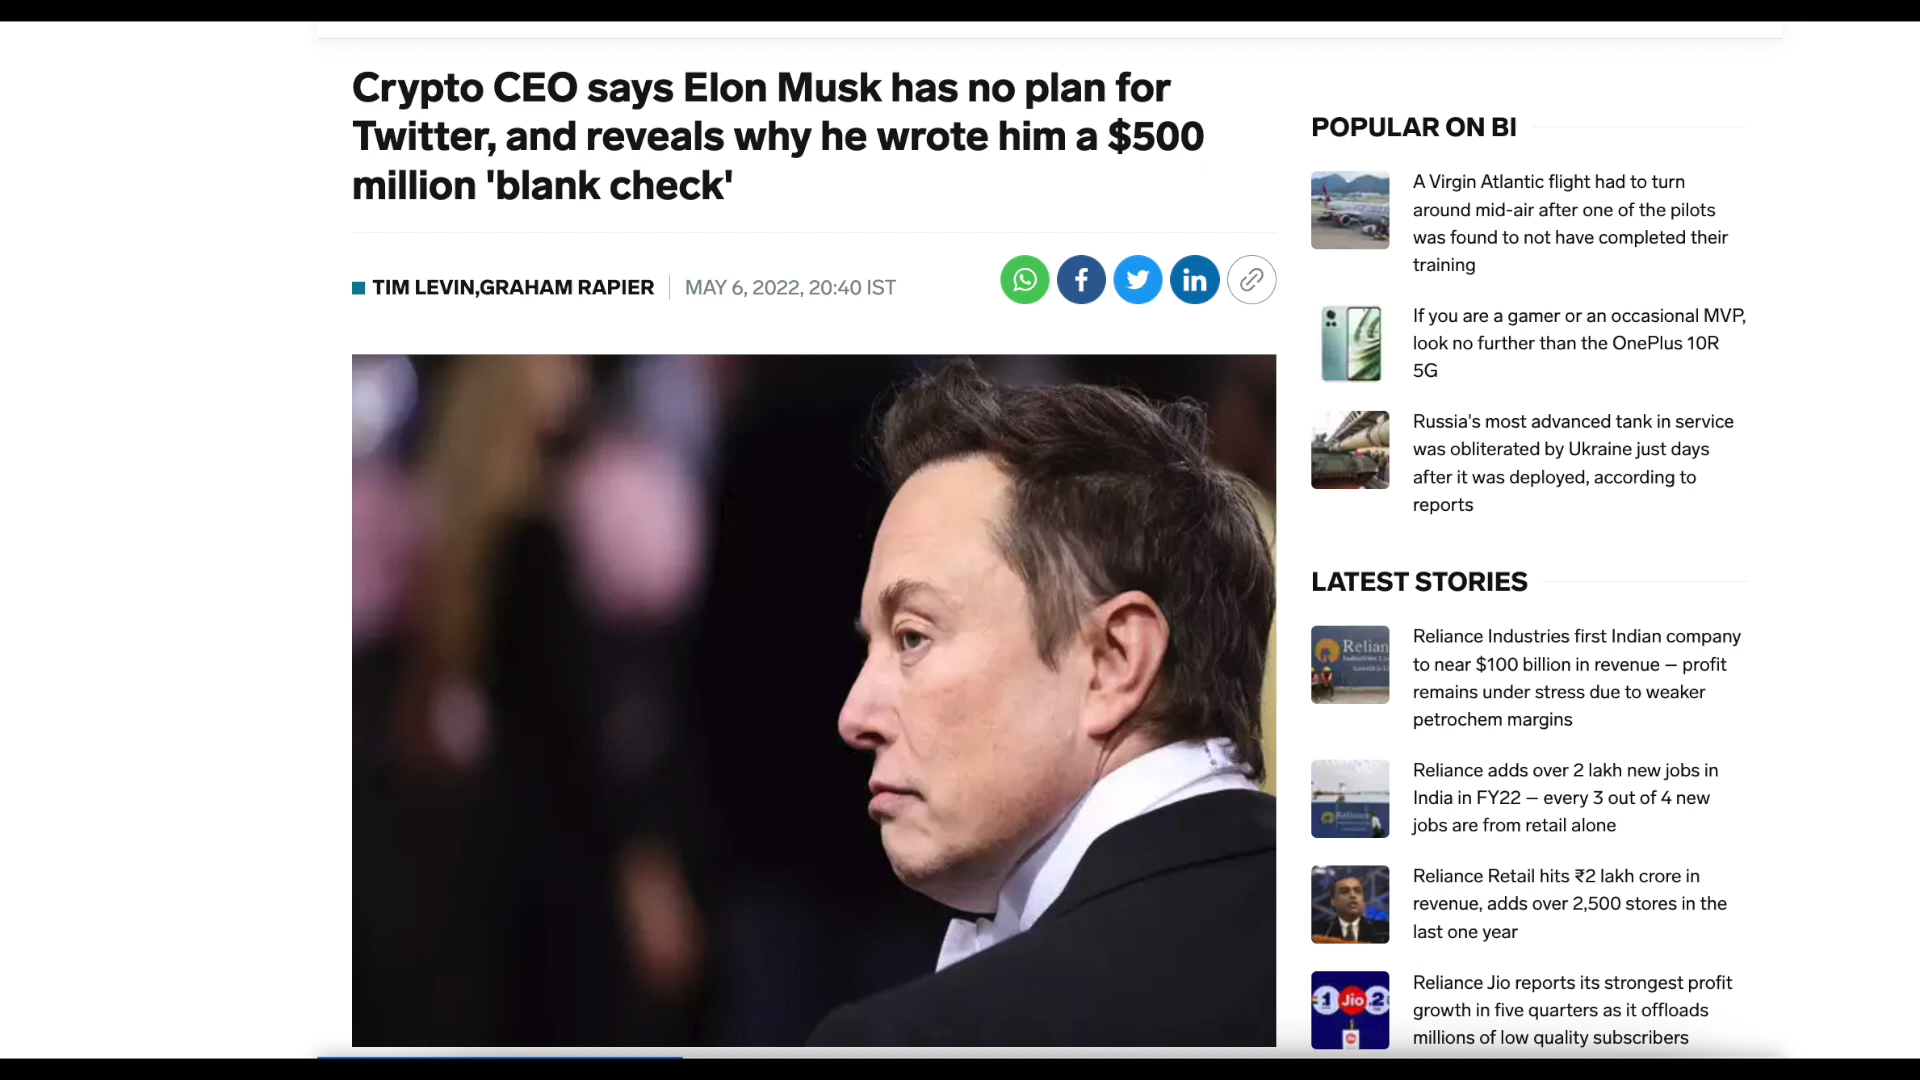 Crypto CEO says Elon Musk has no plan for
Twitter, and reveals why he wrote him a $500
million 'blank check'
TIM LEVIN,GRAHAM RAPIER
MAY 6, 2022, 20:40 IST
POPULAR ON BI
A Virgin Atlantic flight had to turn
around mid-air after one of the pilots
was found to not have completed their
training
If you are a gamer or an occasional MVP,
look no further than the OnePlus 10R
5G
Russia's most advanced tank in service
was obliterated by Ukraine just days
after it was deployed, according to
reports
LATEST STORIES
Relian
Reliance Industries first Indian company
to near $100 billion in revenue – profit
remains under stress due to weaker
petrochem margins
Reliance adds over 2 lakh new jobs in
India in FY22 – every 3 out of 4 new
jobs are from retail alone
Reliance Retail hits ₹2 lakh crore in
revenue, adds over 2,500 stores in the
last one year
1 Jio 2
Reliance Jio reports its strongest profit
growth in five quarters as it offloads
millions of low quality subscribers